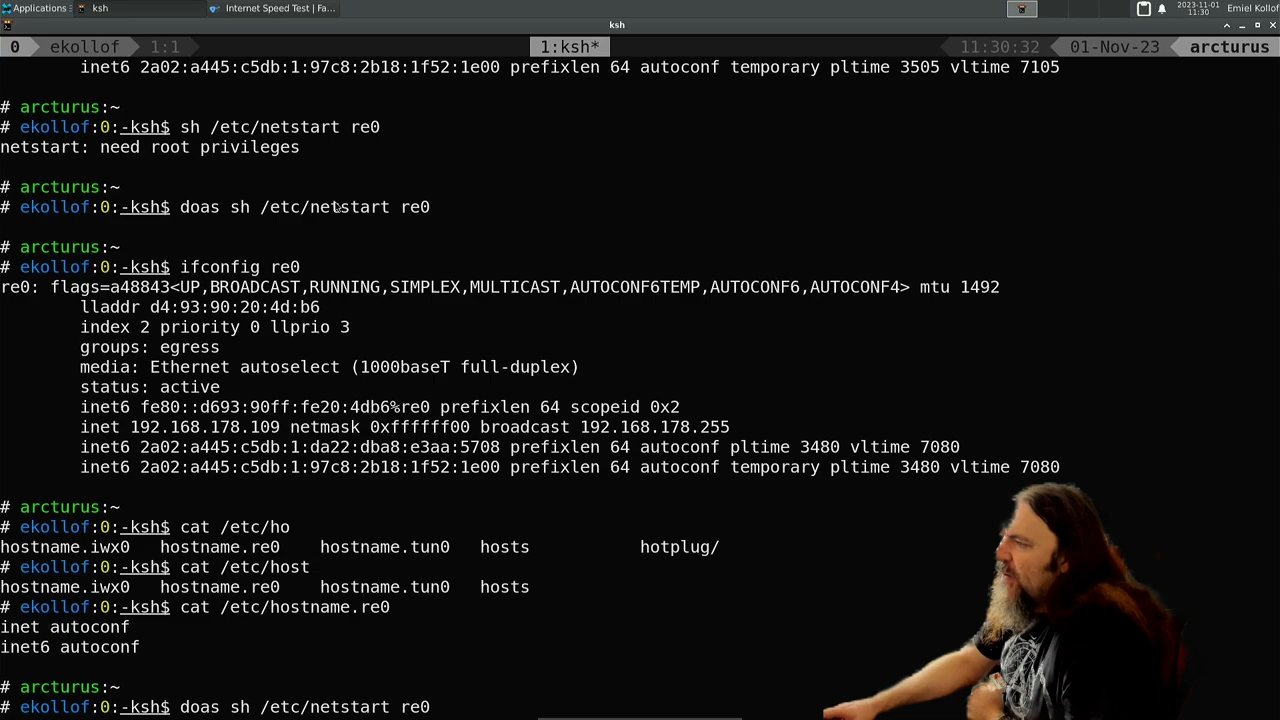 Applications
ksh
Internet Speed Test | Fa...
2023-11-01
11:30
Emiel Kollof
ksh
0 ekollof 1:1 1:ksh* 11:30:32 01-Nov-23 arcturus
inet6 2a02:a445:c5db:1:97c8:2b18:1f52:1e00 prefixlen 64 autoconf temporary pltime 3505 vltime 7105
# arcturus:~
# ekollof:0:-ksh$ sh /etc/netstart re0
netstart: need root privileges
# arcturus:~
# ekollof:0:-ksh$ doas sh /etc/netstart re0
# arcturus:~
# ekollof:0:-ksh$ ifconfig re0
re0: flags=a48843<UP,BROADCAST,RUNNING,SIMPLEX,MULTICAST,AUTOCONF6TEMP,AUTOCONF6,AUTOCONF4> mtu 1492
lladdr d4:93:90:20:4d:b6
index 2 priority 0 llprio 3
groups: egress
media: Ethernet autoselect (1000baseT full-duplex)
status: active
inet6 fe80::d693:90ff:fe20:4db6%re0 prefixlen 64 scopeid 0x2
inet 192.168.178.109 netmask 0xffffff00 broadcast 192.168.178.255
inet6 2a02:a445:c5db:1:da22:dba8:e3aa:5708 prefixlen 64 autoconf pltime 3480 vltime 7080
inet6 2a02:a445:c5db:1:97c8:2b18:1f52:1e00 prefixlen 64 autoconf temporary pltime 3480 vltime 7080
# arcturus:~
# ekollof:0:-ksh$ cat /etc/ho
hostname.iwx0 hostname.re0 hostname.tun0 hosts hotplug/
# ekollof:0:-ksh$ cat /etc/host
hostname.iwx0 hostname.re0 hostname.tun0 hosts
# ekollof:0:-ksh$ cat /etc/hostname.re0
inet autoconf
inet6 autoconf
# arcturus:~
# ekollof:0:-ksh$ doas sh /etc/netstart re0